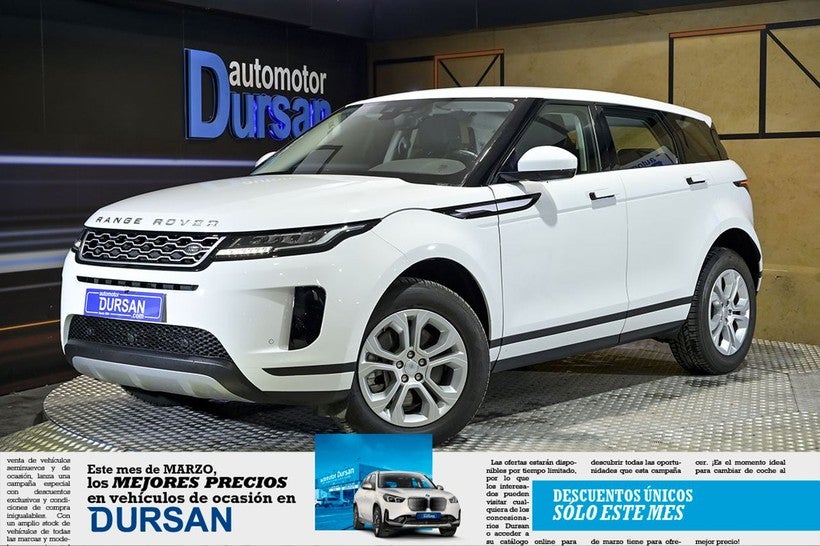 automotor
Dursan
RANGE ROVER
automotor
DURSAN
.com
venta de vehículos
seminuevos y de
ocasión, lanza una
campaña especial
con descuentos
exclusivos y condi-
ciones de compra
inigualables. Con
un amplio stock de
vehículos de todas
las marcas y mode-
Este mes de MARZO,
los MEJORES PRECIOS
en vehículos de ocasión en
DURSAN
automotor Dursan
Las ofertas estarán dispo-
nibles por tiempo limitado,
por lo que
los interesa-
dos pueden
visitar cual-
quiera de los
concesiona-
rios Dursan
o acceder a
su catálogo online para
descubrir todas las oportu-
nidades que esta campaña
de marzo tiene para ofre-
cer. ¡Es el momento ideal
para cambiar de coche al
mejor precio!
DESCUENTOS ÚNICOS
SÓLO ESTE MES